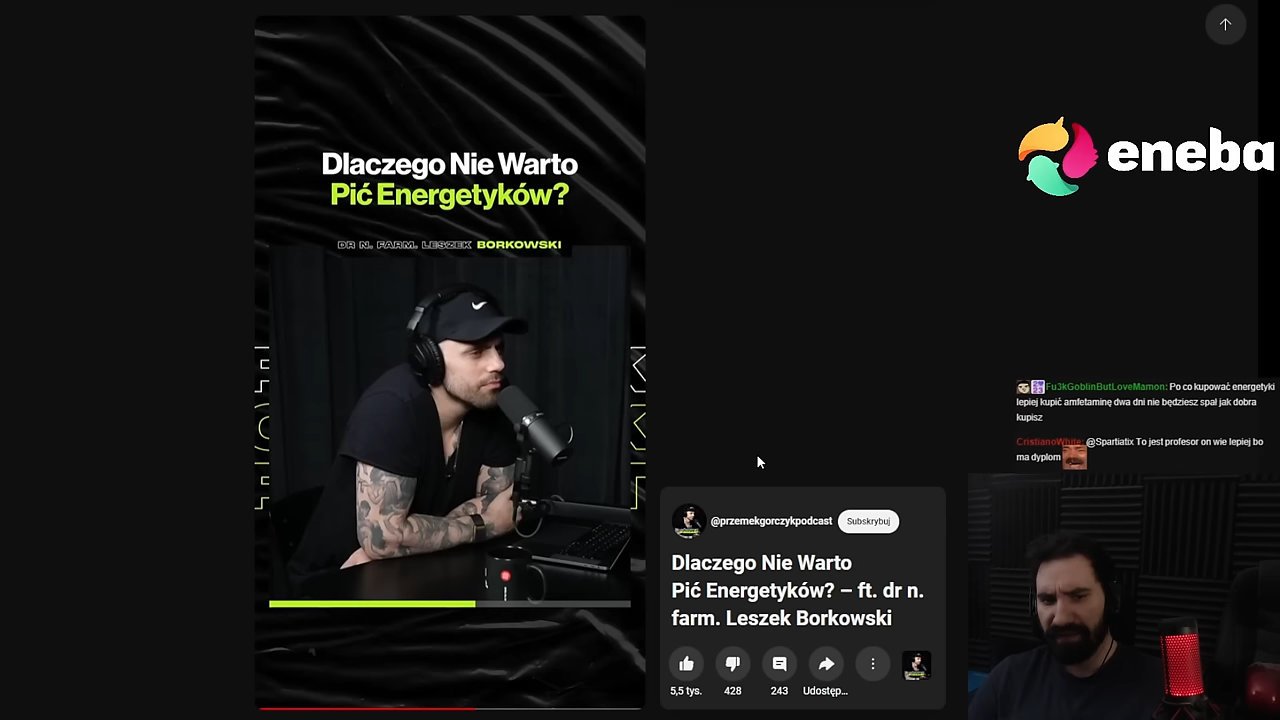 Dlaczego Nie Warto
Pić Energetyków?
DR N. FARM. LESZEK BORKOWSKI
eneba
Fu3kGoblinButLoveMamon: Po co kupować energetyki
lepiej kupić amfetaminę dwa dni nie będziesz spał jak dobra
kupisz
CristianoWhite: @Spartiatix To jest profesor on wie lepiej bo
ma dyplom
@przemekgorczykpodcast Subskrybuj
Dlaczego Nie Warto
Pić Energetyków? – ft. dr n.
farm. Leszek Borkowski
5,5 tys. 428 243 Udostęp...